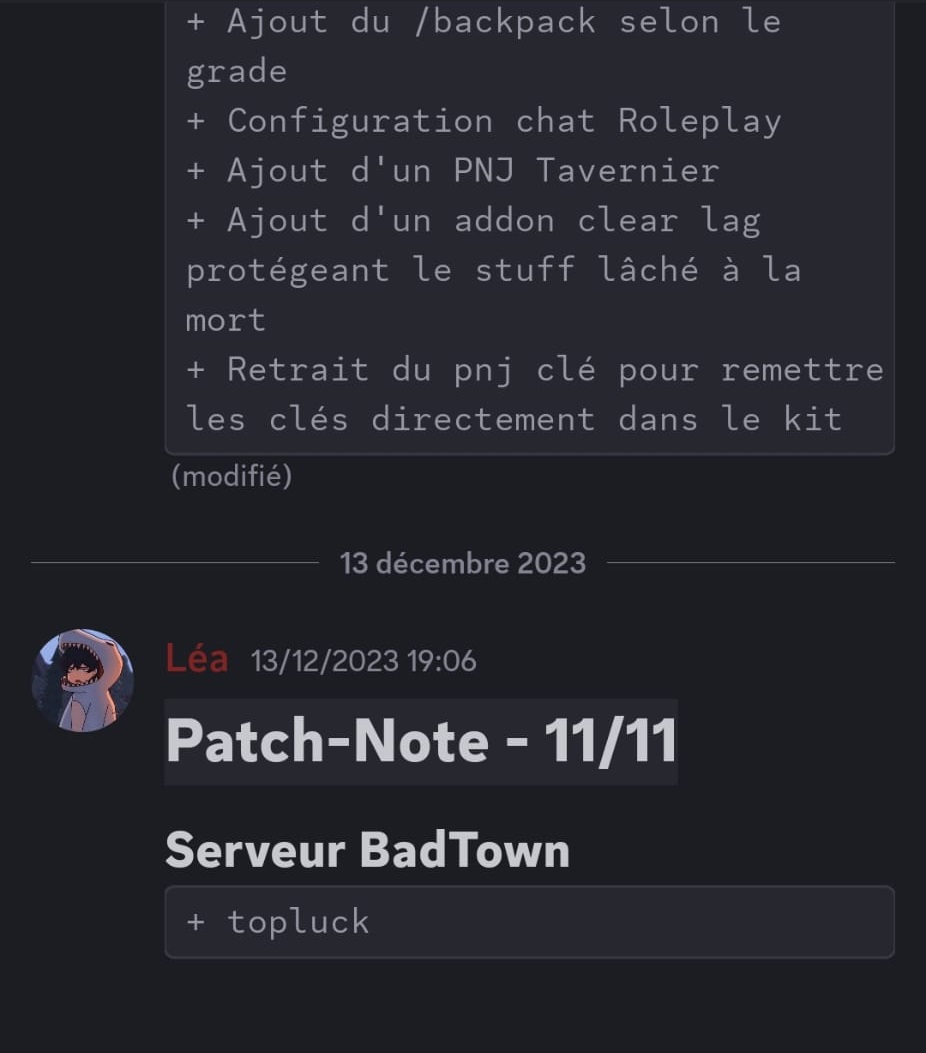 + Ajout du /backpack selon le
grade
+ Configuration chat Roleplay
+ Ajout d'un PNJ Tavernier
+ Ajout d'un addon clear lag
protégeant le stuff lâché à la
mort
+ Retrait du pnj clé pour remettre
les clés directement dans le kit
(modifié)
13 décembre 2023
Léa 13/12/2023 19:06
Patch-Note - 11/11
Serveur BadTown
+ topluck